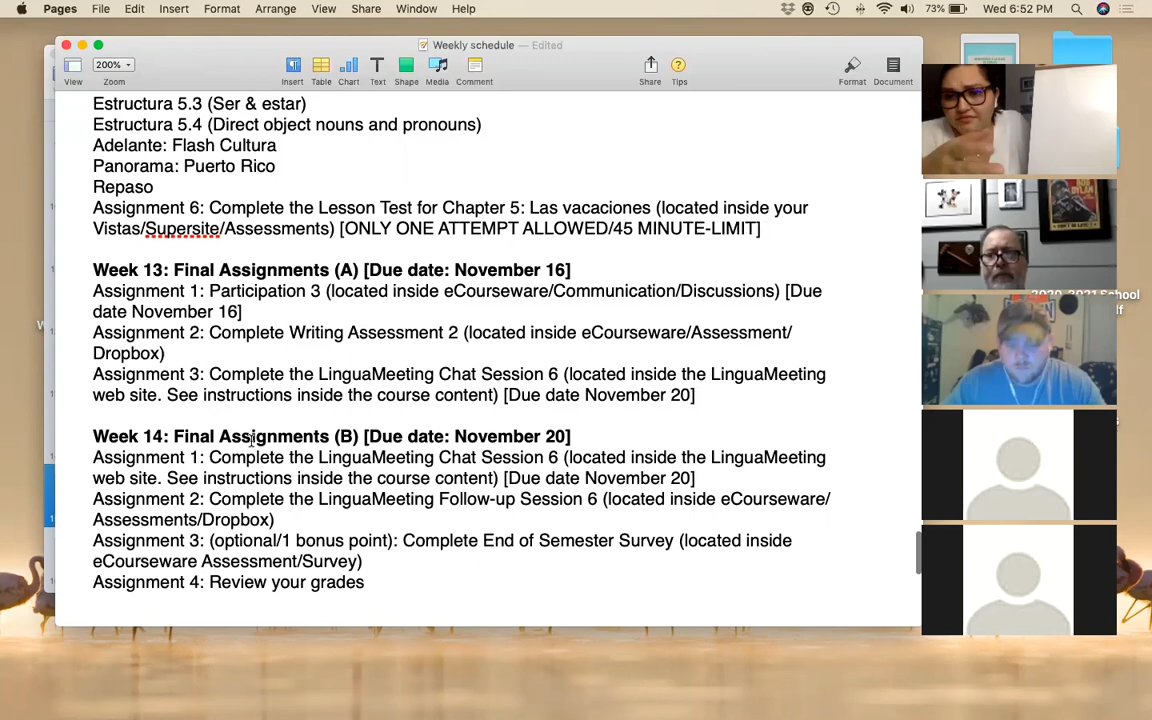 Pages File Edit Insert Format Arrange View Share Window Help 73% Wed 6:52 PM
Weekly schedule — Edited
200%
View Zoom Insert Table Chart Text Shape Media Comment Share Tips Format Document
Estructura 5.3 (Ser & estar)
Estructura 5.4 (Direct object nouns and pronouns)
Adelante: Flash Cultura
Panorama: Puerto Rico
Repaso
Assignment 6: Complete the Lesson Test for Chapter 5: Las vacaciones (located inside your
Vistas/Supersite/Assessments) [ONLY ONE ATTEMPT ALLOWED/45 MINUTE-LIMIT]
Week 13: Final Assignments (A) [Due date: November 16]
Assignment 1: Participation 3 (located inside eCourseware/Communication/Discussions) [Due
date November 16]
Assignment 2: Complete Writing Assessment 2 (located inside eCourseware/Assessment/
Dropbox)
Assignment 3: Complete the LinguaMeeting Chat Session 6 (located inside the LinguaMeeting
web site. See instructions inside the course content) [Due date November 20]
Week 14: Final Assignments (B) [Due date: November 20]
Assignment 1: Complete the LinguaMeeting Chat Session 6 (located inside the LinguaMeeting
web site. See instructions inside the course content) [Due date November 20]
Assignment 2: Complete the LinguaMeeting Follow-up Session 6 (located inside eCourseware/
Assessments/Dropbox)
Assignment 3: (optional/1 bonus point): Complete End of Semester Survey (located inside
eCourseware Assessment/Survey)
Assignment 4: Review your grades
BOB DYLAN
2020-2021 School